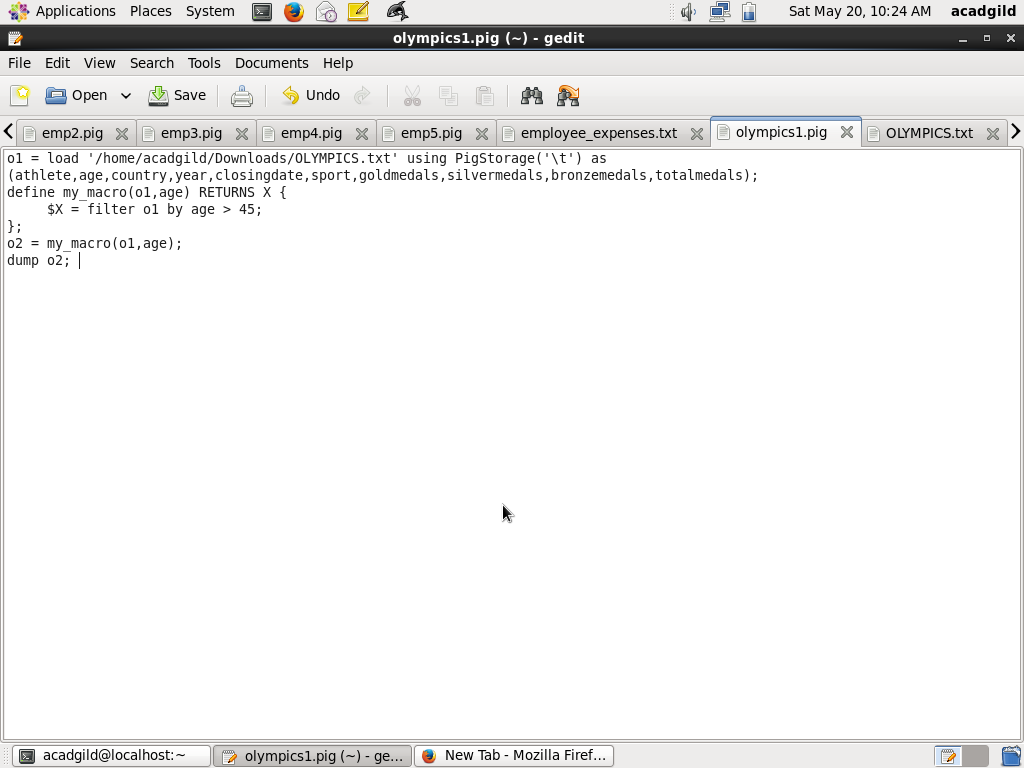 Applications Places System Sat May 20, 10:24 AM acadgild
olympics1.pig (~) - gedit
File Edit View Search Tools Documents Help
Open Save Undo
emp2.pig emp3.pig emp4.pig emp5.pig employee_expenses.txt olympics1.pig OLYMPICS.txt
o1 = load '/home/acadgild/Downloads/OLYMPICS.txt' using PigStorage('\t') as
(athlete,age,country,year,closingdate,sport,goldmedals,silvermedals,bronzemedals,totalmedals);
define my_macro(o1,age) RETURNS X {
     $X = filter o1 by age > 45;
};
o2 = my_macro(o1,age);
dump o2;
acadgild@localhost:~ olympics1.pig (~) - ge... New Tab - Mozilla Firef...